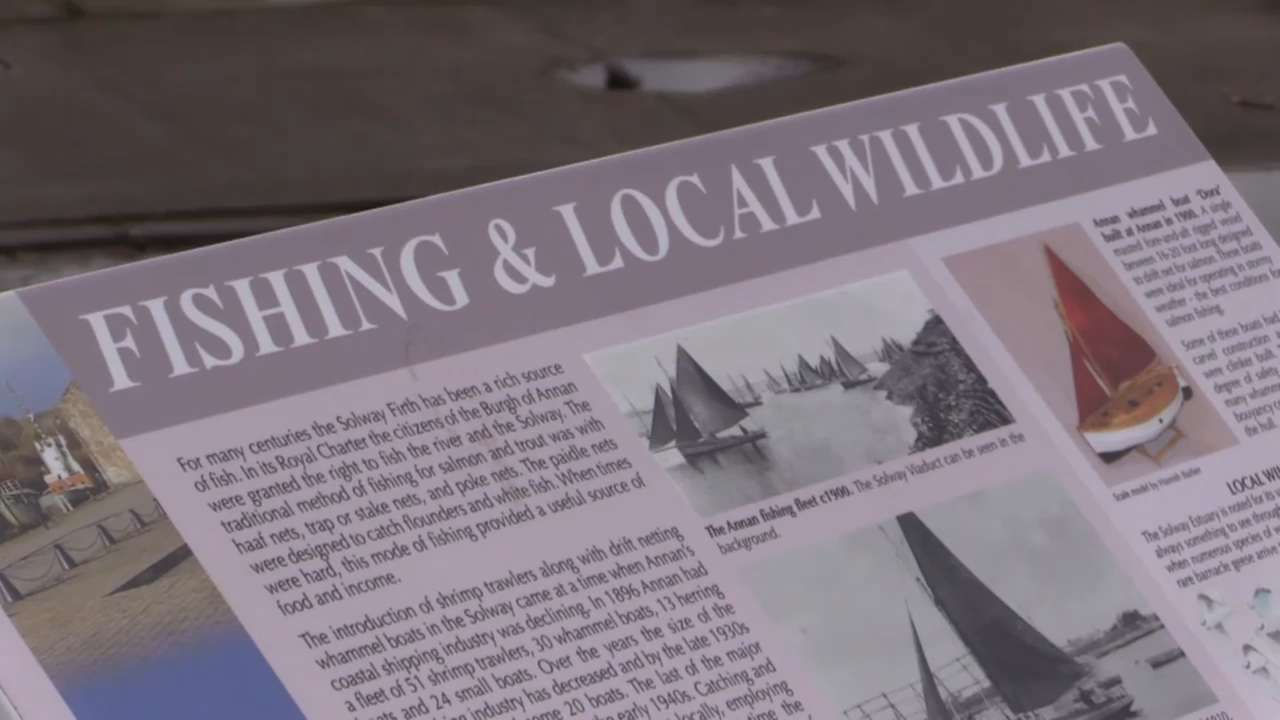 FISHING & LOCAL WILDLIFE
For many centuries the Solway Firth has been a rich source
of fish. In its Royal Charter the citizens of the Burgh of Annan
were granted the right to fish the river and the Solway. The
traditional method of fishing for salmon and trout was with
haaf nets, trap or stake nets, and poke nets. The paidle nets
were designed to catch flounders and white fish. When times
were hard, this mode of fishing provided a useful source of
food and income.
The introduction of shrimp trawlers along with drift netting
whammel boats in the Solway came at a time when Annan's
coastal shipping industry was declining. In 1896 Annan had
a fleet of 51 shrimp trawlers, 30 whammel boats, 13 herring
and 24 small boats. Over the years the size of the
industry has decreased and by the late 1930s
20 boats. The last of the major
early 1940s. Catching and
locally, employing
time the
The Annan fishing fleet c1900. The Solway Viaduct can be seen in the
background.
Annan whammel boat 'Dora'
built at Annan in 1900. A single
masted fore-and-aft rigged vessel
beween 16-20 foot long designed
to drift net for salmon. These boats
were ideal for operating in stormy
weather - the best conditions for
salmon fishing.
Some of these boats had
carvel construction
were clinker built.
degree of safety
many whammel
bouyancy
the hull.
Scale model by Hamish
LOCAL
The Solway Estuary is noted for its
always something to see through
when numerous species of
rare barnacle geese arrive